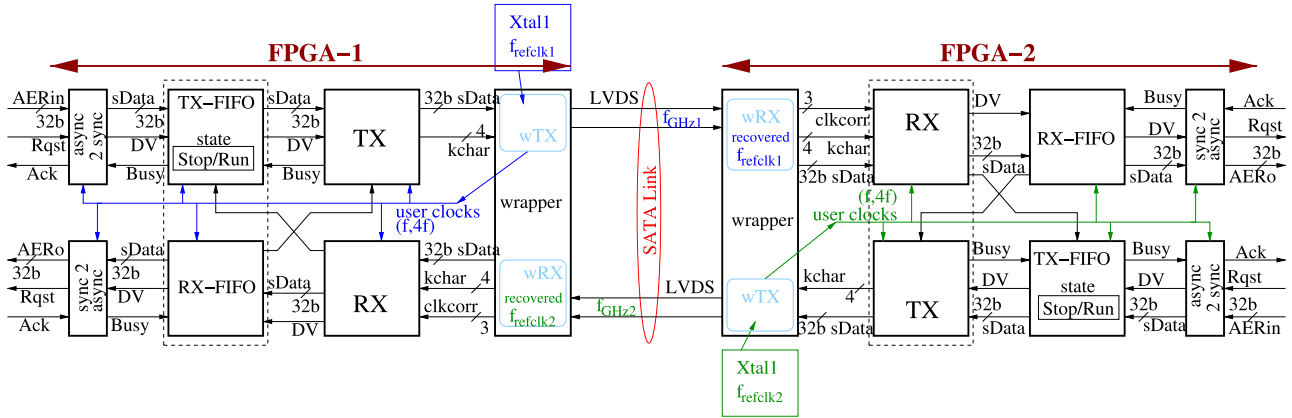 Xtal1
f_refclk1
FPGA-1
FPGA-2
AERin
32b
Rqst
Ack
async
2 sync
sData
32b
DV
Busy
TX-FIFO
state
Stop/Run
sData
32b
DV
Busy
TX
32b sData
4
kchar
wTX
LVDS
f_GHz1
wRX
recovered
f_refclk1
3
clkcorr
4
kchar
32b sData
RX
DV
32b
sData
RX-FIFO
Busy
DV
32b
sData
sync 2
async
Ack
Rqst
32b
AERo
user clocks
(f,4f)
wrapper
SATA Link
wrapper
(f,4f)
user clocks
AERo
32b
Rqst
Ack
sync 2
async
sData
32b
DV
Busy
RX-FIFO
sData
32b
DV
RX
32b sData
kchar
4
clkcorr
3
wRX
recovered
f_refclk2
LVDS
f_GHz2
wTX
kchar
4
32b sData
TX
Busy
DV
32b
sData
TX-FIFO
state
Stop/Run
Busy
DV
32b
sData
async
2 sync
Ack
Rqst
32b
AERin
Xtal1
f_refclk2